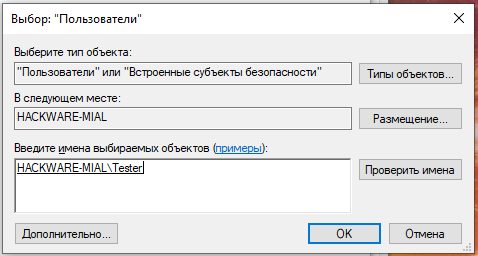 Выбор: "Пользователи"
Выберите тип объекта:
"Пользователи" или "Встроенные субъекты безопасности"
Типы объектов...
В следующем месте:
HACKWARE-MIAL
Размещение...
Введите имена выбираемых объектов (примеры):
HACKWARE-MIAL\Tester
Проверить имена
Дополнительно...
ОК
Отмена